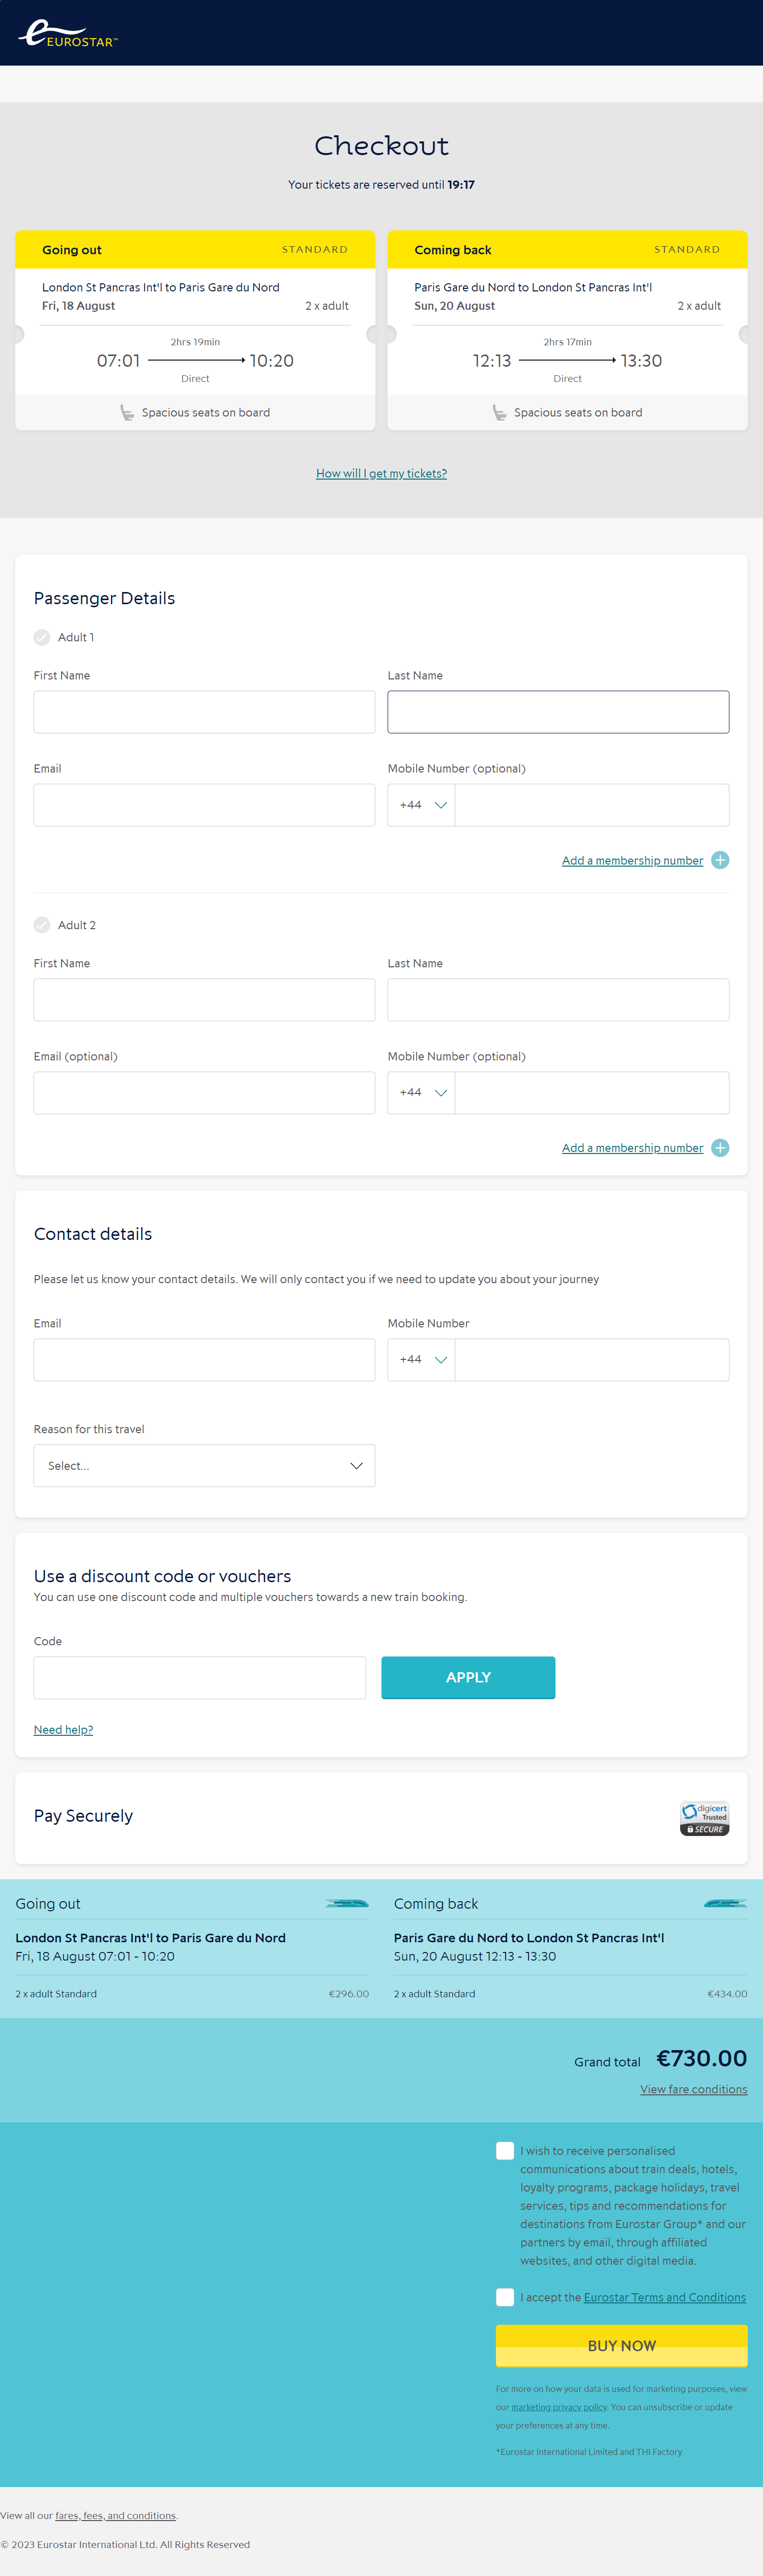 EUROSTAR™
Checkout
Your tickets are reserved until 19:17
Going out STANDARD
London St Pancras Int'l to Paris Gare du Nord
Fri, 18 August 2 x adult
2hrs 19min
07:01 10:20
Direct
Spacious seats on board
Coming back STANDARD
Paris Gare du Nord to London St Pancras Int'l
Sun, 20 August 2 x adult
2hrs 17min
12:13 13:30
Direct
Spacious seats on board
How will I get my tickets?
Passenger Details
Adult 1
First Name Last Name
Email Mobile Number (optional)
+44
Add a membership number
Adult 2
First Name Last Name
Email (optional) Mobile Number (optional)
+44
Add a membership number
Contact details
Please let us know your contact details. We will only contact you if we need to update you about your journey
Email Mobile Number
+44
Reason for this travel
Select...
Use a discount code or vouchers
You can use one discount code and multiple vouchers towards a new train booking.
Code
APPLY
Need help?
Pay Securely
digicert
Trusted
SECURE
Going out
London St Pancras Int'l to Paris Gare du Nord
Fri, 18 August 07:01 - 10:20
2 x adult Standard €296.00
Coming back
Paris Gare du Nord to London St Pancras Int'l
Sun, 20 August 12:13 - 13:30
2 x adult Standard €434.00
Grand total €730.00
View fare conditions
I wish to receive personalised
communications about train deals, hotels,
loyalty programs, package holidays, travel
services, tips and recommendations for
destinations from Eurostar Group* and our
partners by email, through affiliated
websites, and other digital media.
I accept the Eurostar Terms and Conditions
BUY NOW
For more on how your data is used for marketing purposes, view
our marketing privacy policy. You can unsubscribe or update
your preferences at any time.
*Eurostar International Limited and THI Factory
View all our fares, fees, and conditions.
© 2023 Eurostar International Ltd. All Rights Reserved